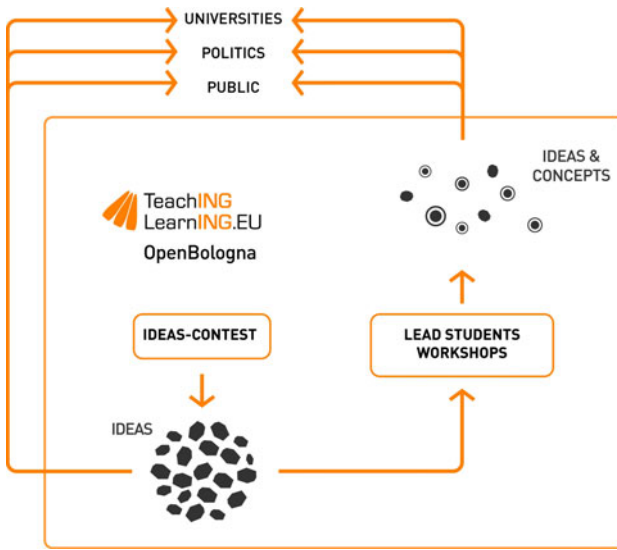 UNIVERSITIES
POLITICS
PUBLIC
IDEAS &
CONCEPTS
TeachING
LearnING.EU
OpenBologna
IDEAS-CONTEST
LEAD STUDENTS
WORKSHOPS
IDEAS